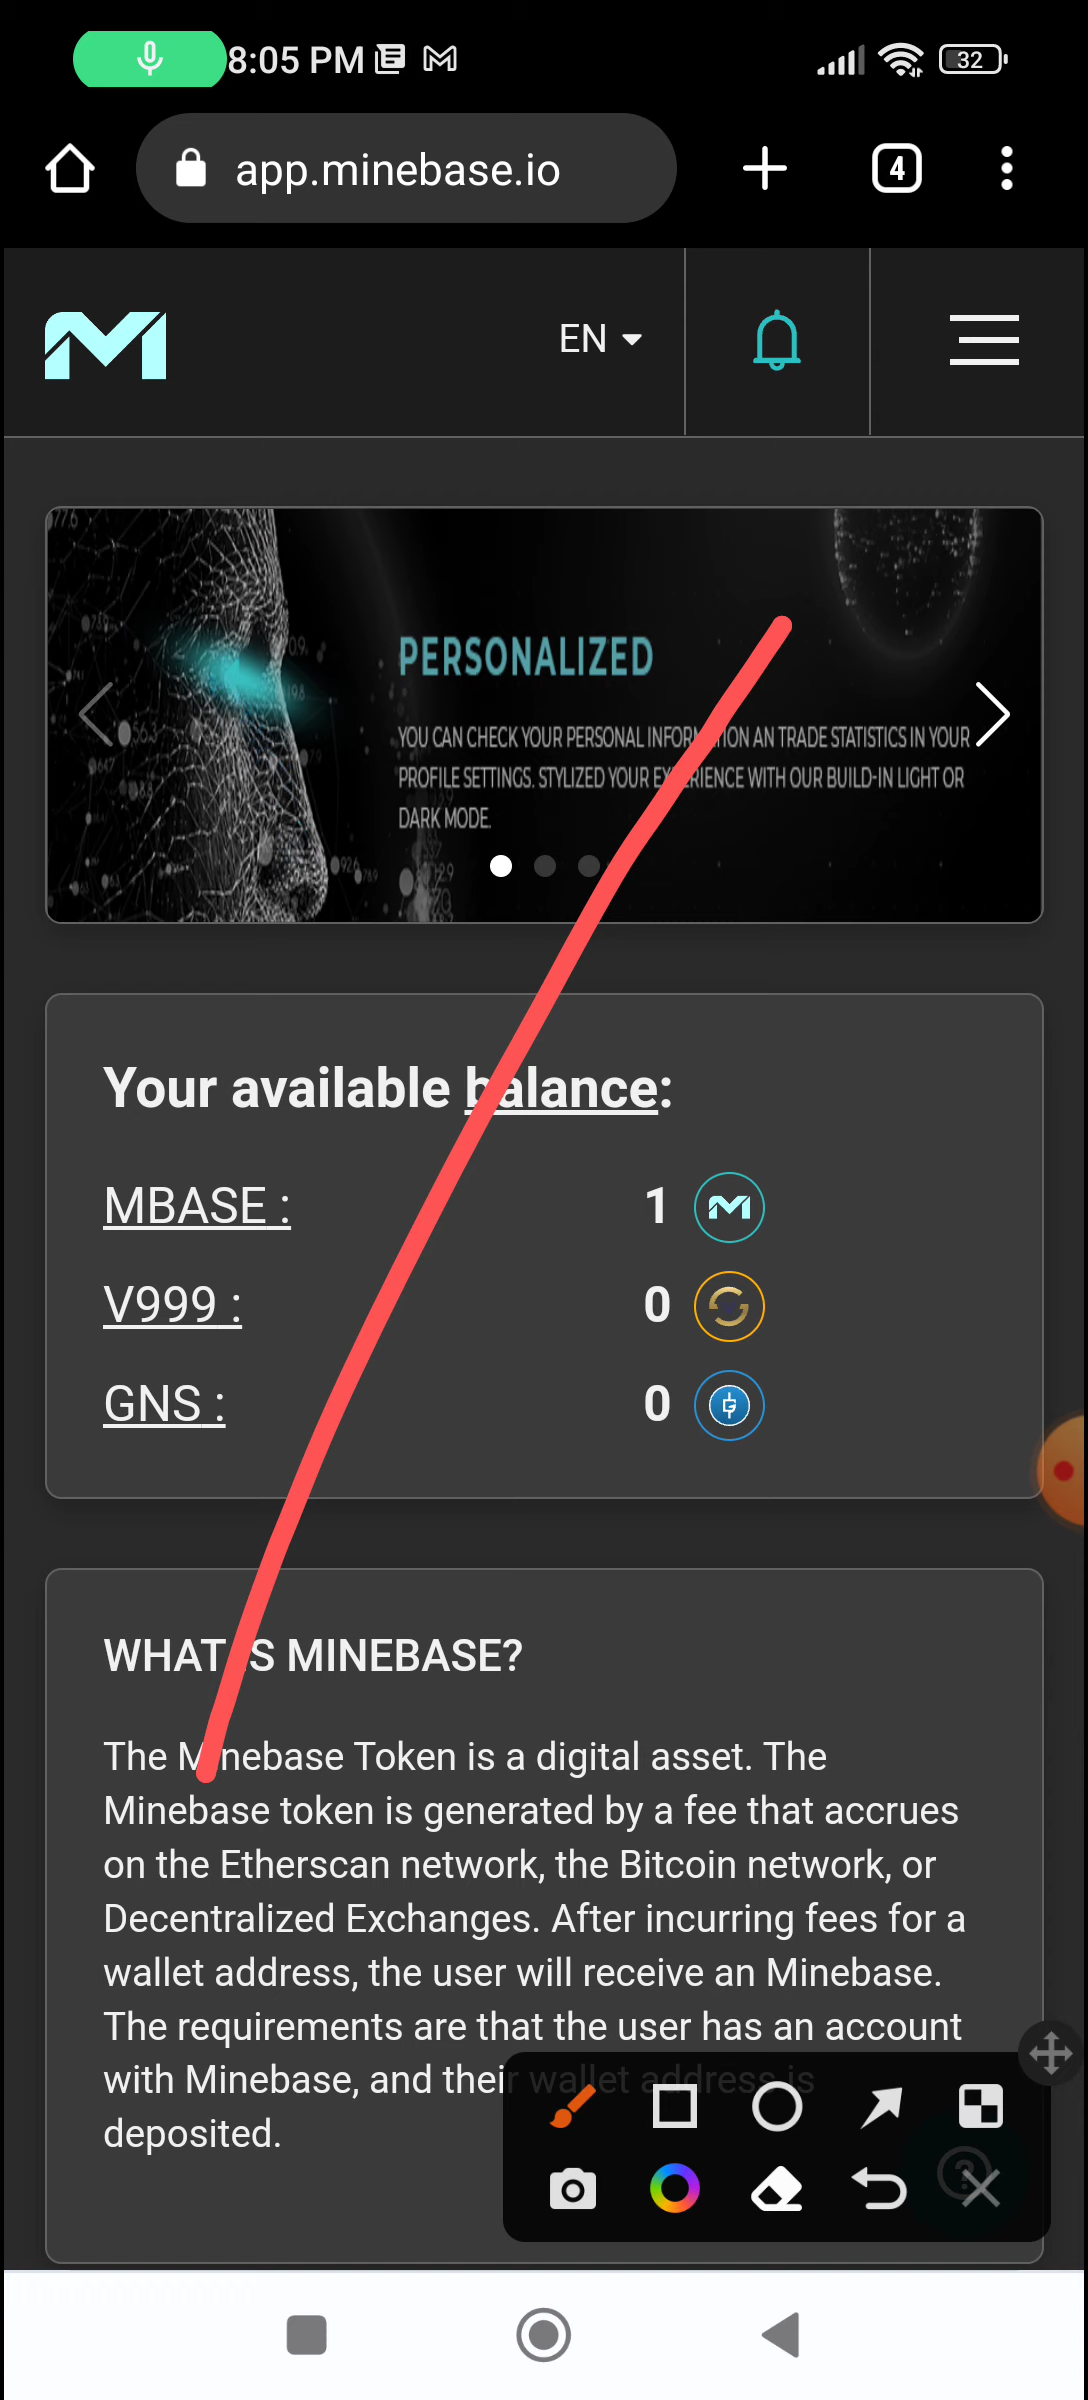 8:05 PM
32
app.minebase.io
4
EN
PERSONALIZED
YOU CAN CHECK YOUR PERSONAL INFORMATION AN TRADE STATISTICS IN YOUR
PROFILE SETTINGS. STYLIZED YOUR EXPERIENCE WITH OUR BUILD-IN LIGHT OR
DARK MODE.
Your available balance:
MBASE : 1
V999 : 0
GNS : 0
WHAT IS MINEBASE?
The Minebase Token is a digital asset. The
Minebase token is generated by a fee that accrues
on the Etherscan network, the Bitcoin network, or
Decentralized Exchanges. After incurring fees for a
wallet address, the user will receive an Minebase.
The requirements are that the user has an account
with Minebase, and their wallet address is
deposited.